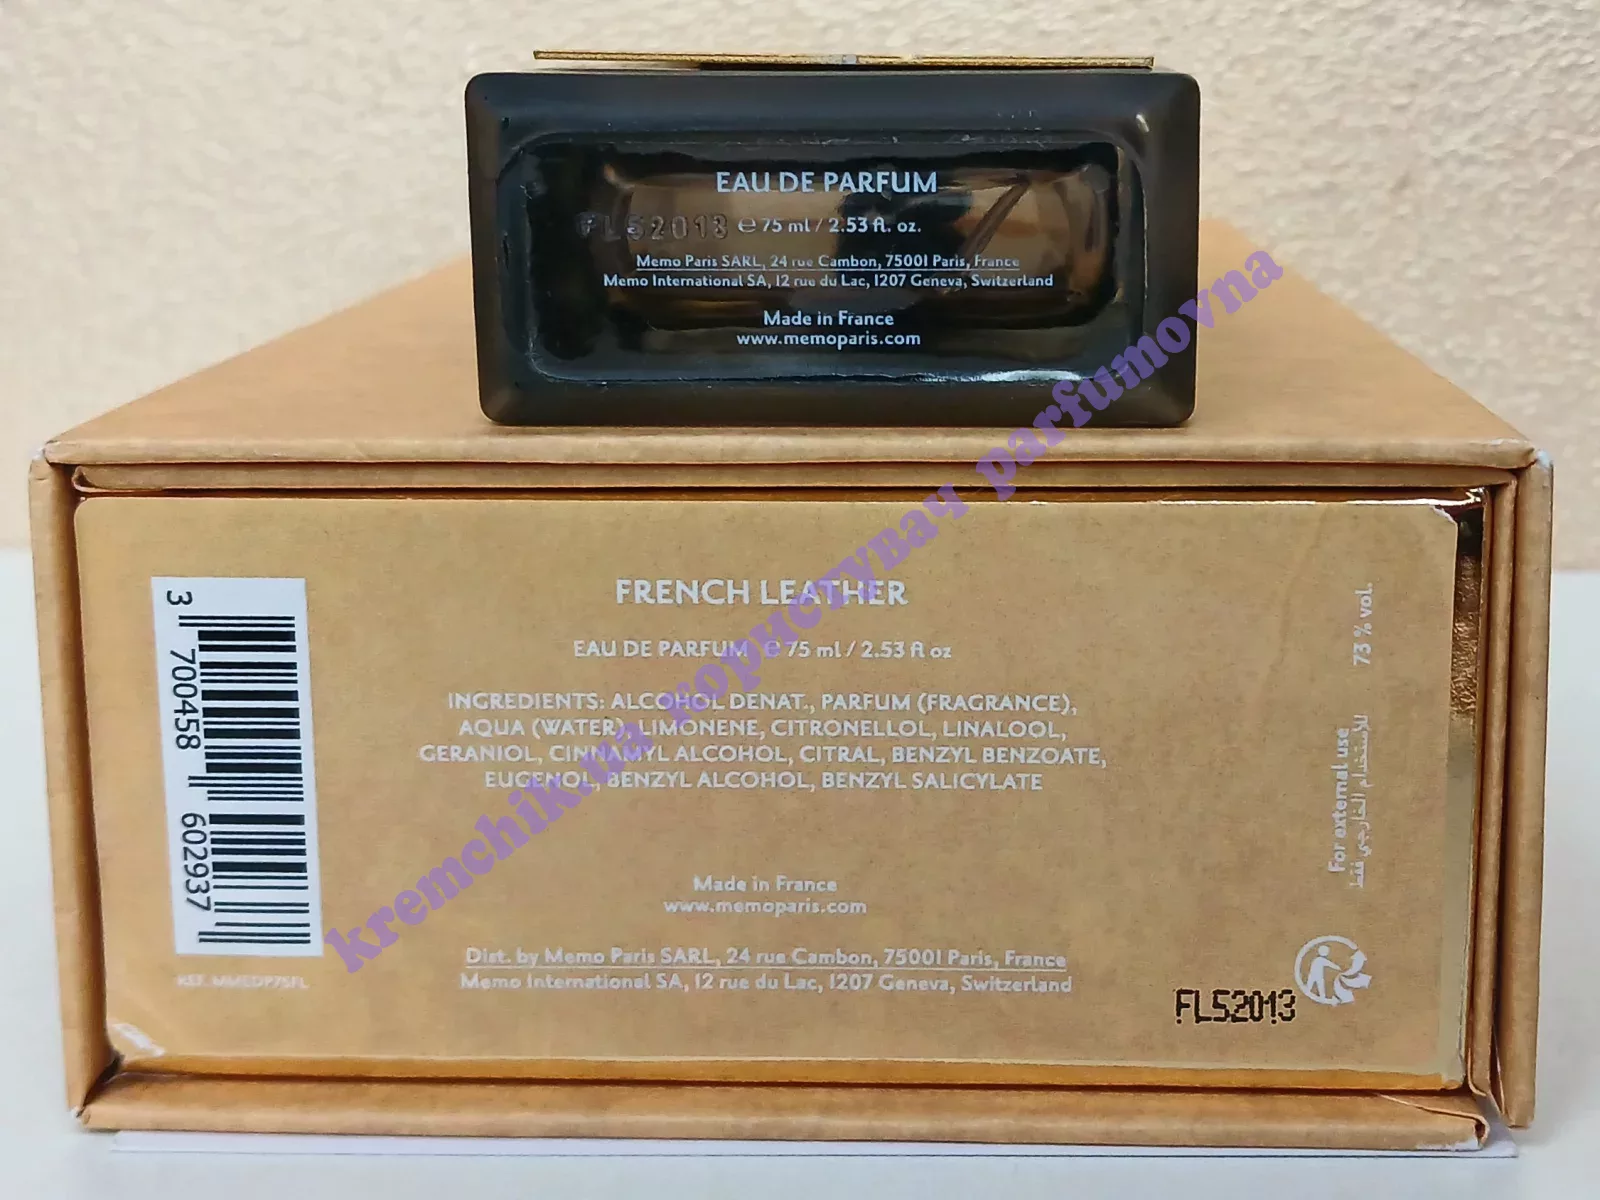 EAU DE PARFUM
FL52013 ℮ 75 ml / 2.53 fl. oz.
Memo Paris SARL, 24 rue Cambon, 75001 Paris, France
Memo International SA, 12 rue du Lac, 1207 Geneva, Switzerland
Made in France
www.memoparis.com
FRENCH LEATHER
EAU DE PARFUM ℮ 75 ml / 2.53 fl oz
INGREDIENTS: ALCOHOL DENAT., PARFUM (FRAGRANCE),
AQUA (WATER), LIMONENE, CITRONELLOL, LINALOOL,
GERANIOL, CINNAMYL ALCOHOL, CITRAL, BENZYL BENZOATE,
EUGENOL, BENZYL ALCOHOL, BENZYL SALICYLATE
Made in France
www.memoparis.com
Dist. by Memo Paris SARL, 24 rue Cambon, 75001 Paris, France
Memo International SA, 12 rue du Lac, 1207 Geneva, Switzerland
3 700458 602937
REF. MMEDP75FL
73 % vol.
For external use
للاستخدام الخارجي فقط
FL52013
kremchik.ua користувач parfumovna